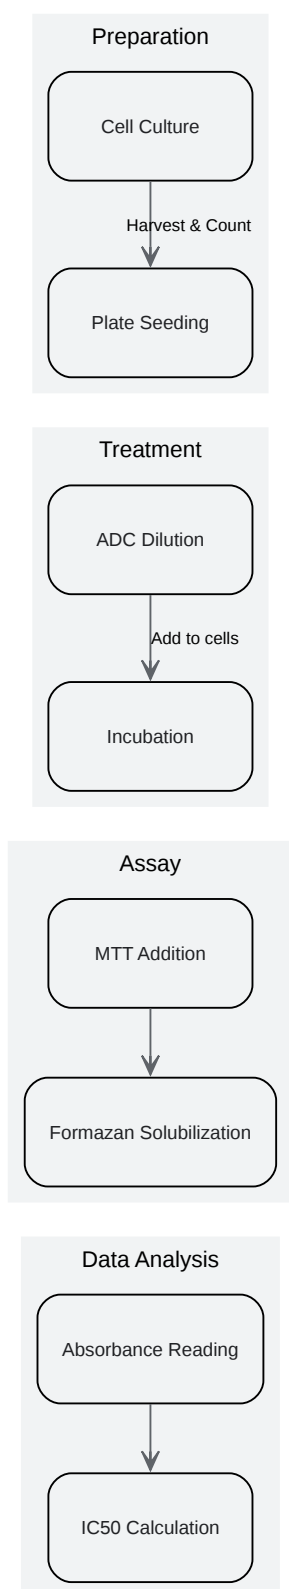 Preparation
Cell Culture
Harvest & Count
Plate Seeding
Treatment
ADC Dilution
Add to cells
Incubation
Assay
MTT Addition
Formazan Solubilization
Data Analysis
Absorbance Reading
IC50 Calculation